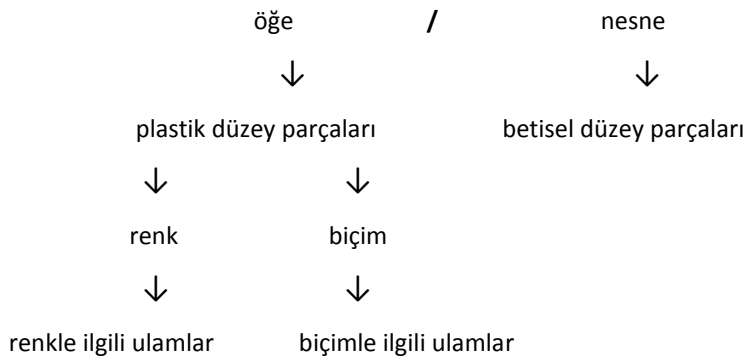 öğe / nesne
↓ ↓
plastik düzey parçaları betisel düzey parçaları
↓ ↓
renk biçim
↓ ↓
renkle ilgili ulamlar biçimle ilgili ulamlar